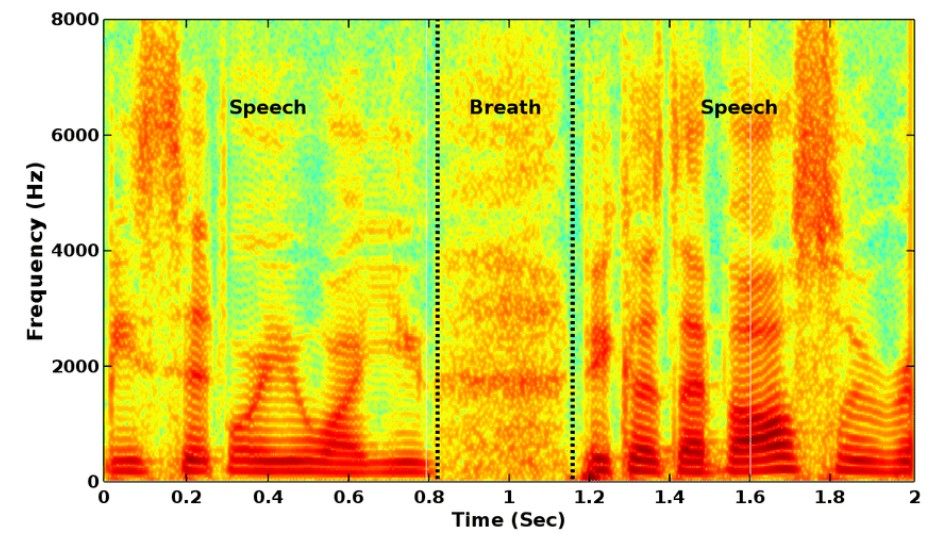 8000
6000
4000
2000
0
Frequency (Hz)
Speech
Breath
Speech
0 0.2 0.4 0.6 0.8 1 1.2 1.4 1.6 1.8 2
Time (Sec)